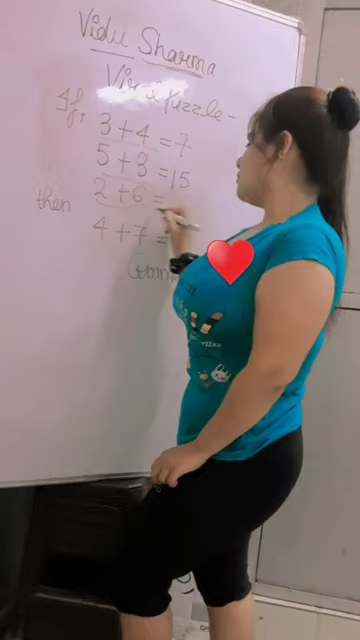 Vidu Sharma
Viral Puzzle -
If:
3 + 4 = 7
5 + 3 = 15
2 + 6 =
then
4 + 7 =